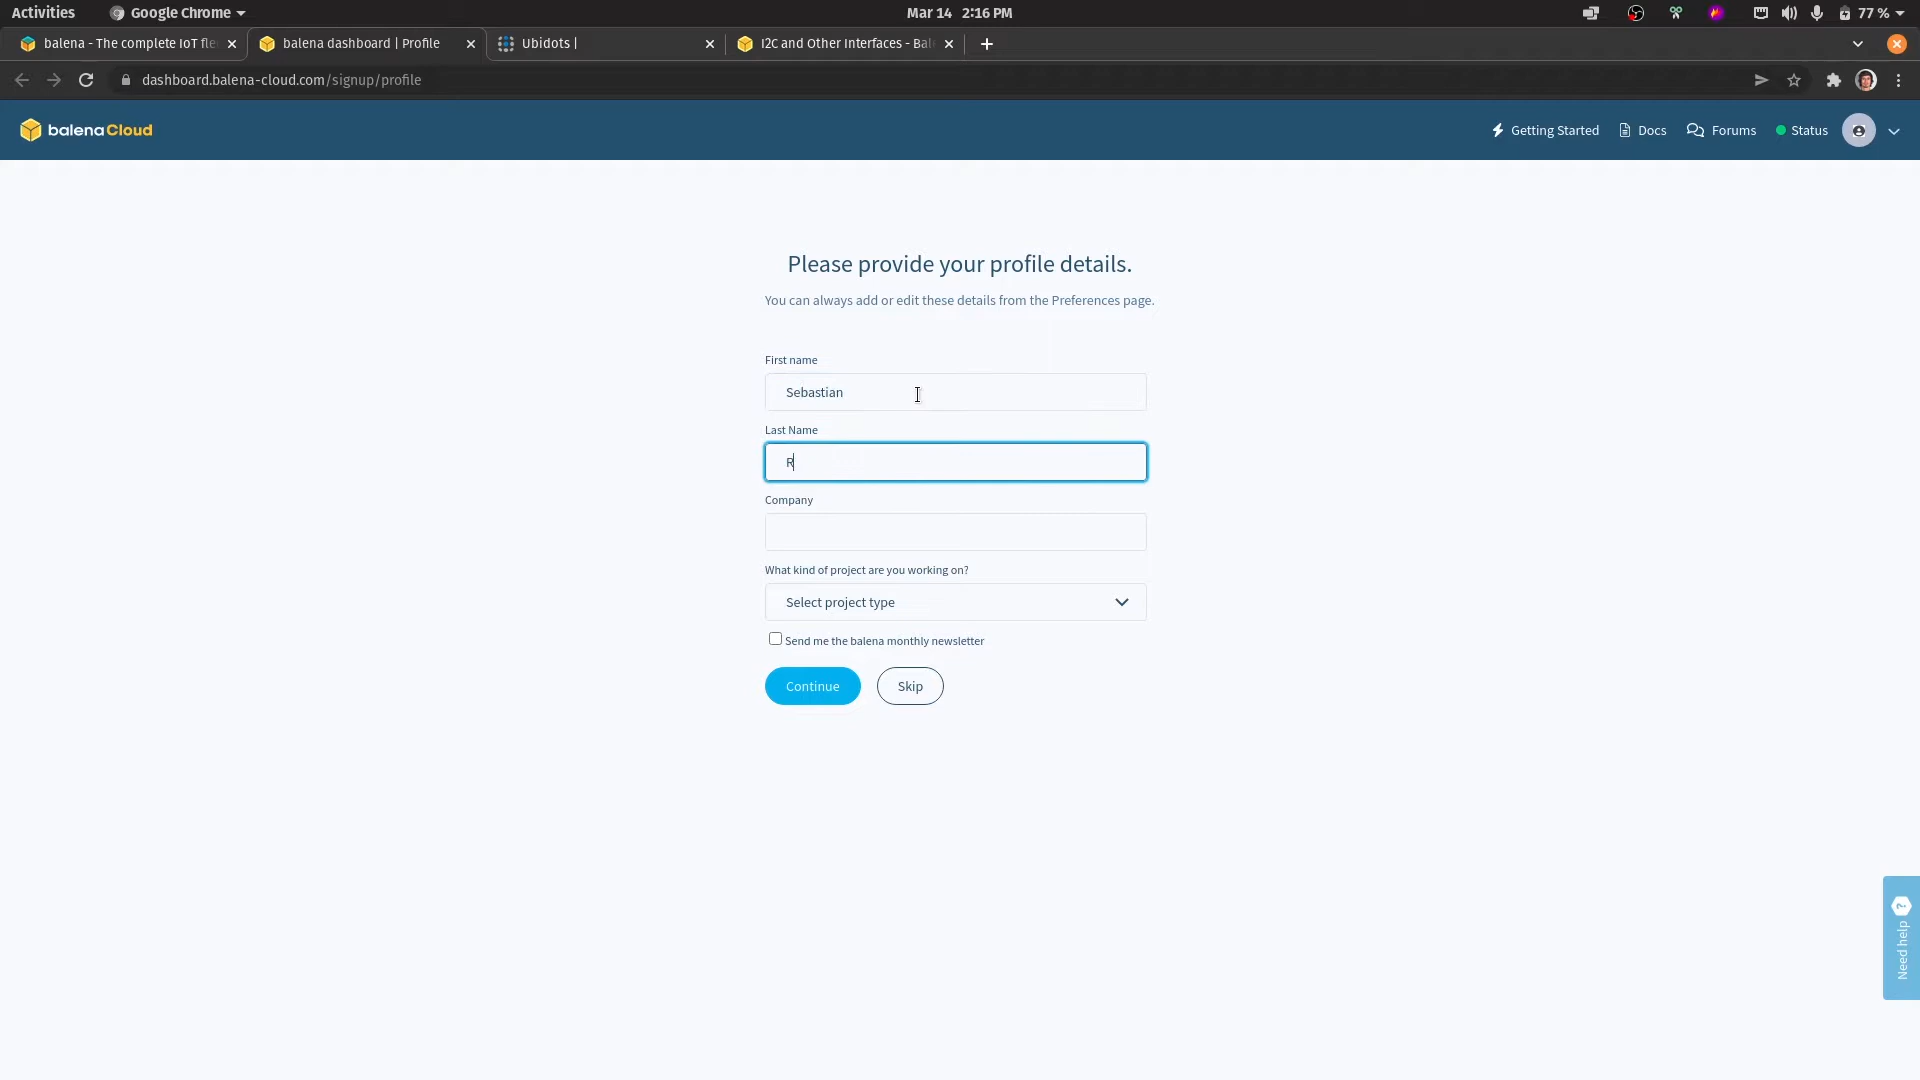 Activities
Google Chrome
Mar 14 2:16 PM
77 %
balena - The complete IoT fle
balena dashboard | Profile
Ubidots |
I2C and Other Interfaces - Bal
dashboard.balena-cloud.com/signup/profile
balenaCloud
Getting Started
Docs
Forums
Status
Please provide your profile details.
You can always add or edit these details from the Preferences page.
First name
Sebastian
Last Name
R
Company
What kind of project are you working on?
Select project type
Send me the balena monthly newsletter
Continue
Skip
Need help
?